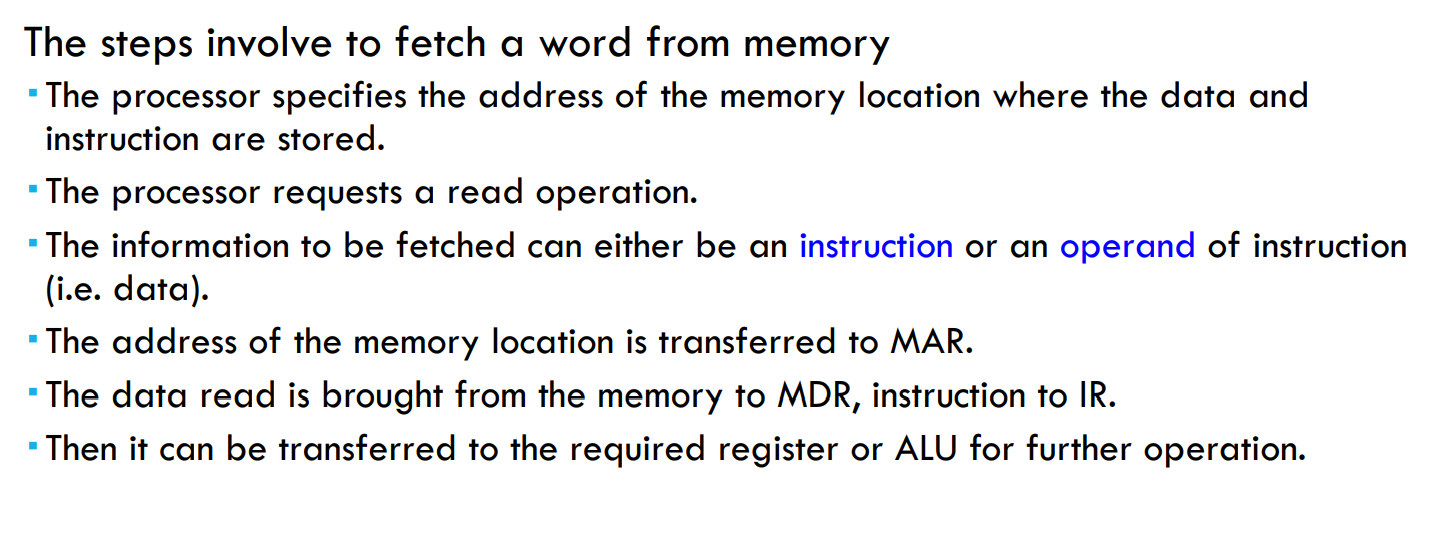 The steps involve to fetch a word from memory
▪ The processor specifies the address of the memory location where the data and
instruction are stored.
▪ The processor requests a read operation.
▪ The information to be fetched can either be an instruction or an operand of instruction
(i.e. data).
▪ The address of the memory location is transferred to MAR.
▪ The data read is brought from the memory to MDR, instruction to IR.
▪ Then it can be transferred to the required register or ALU for further operation.